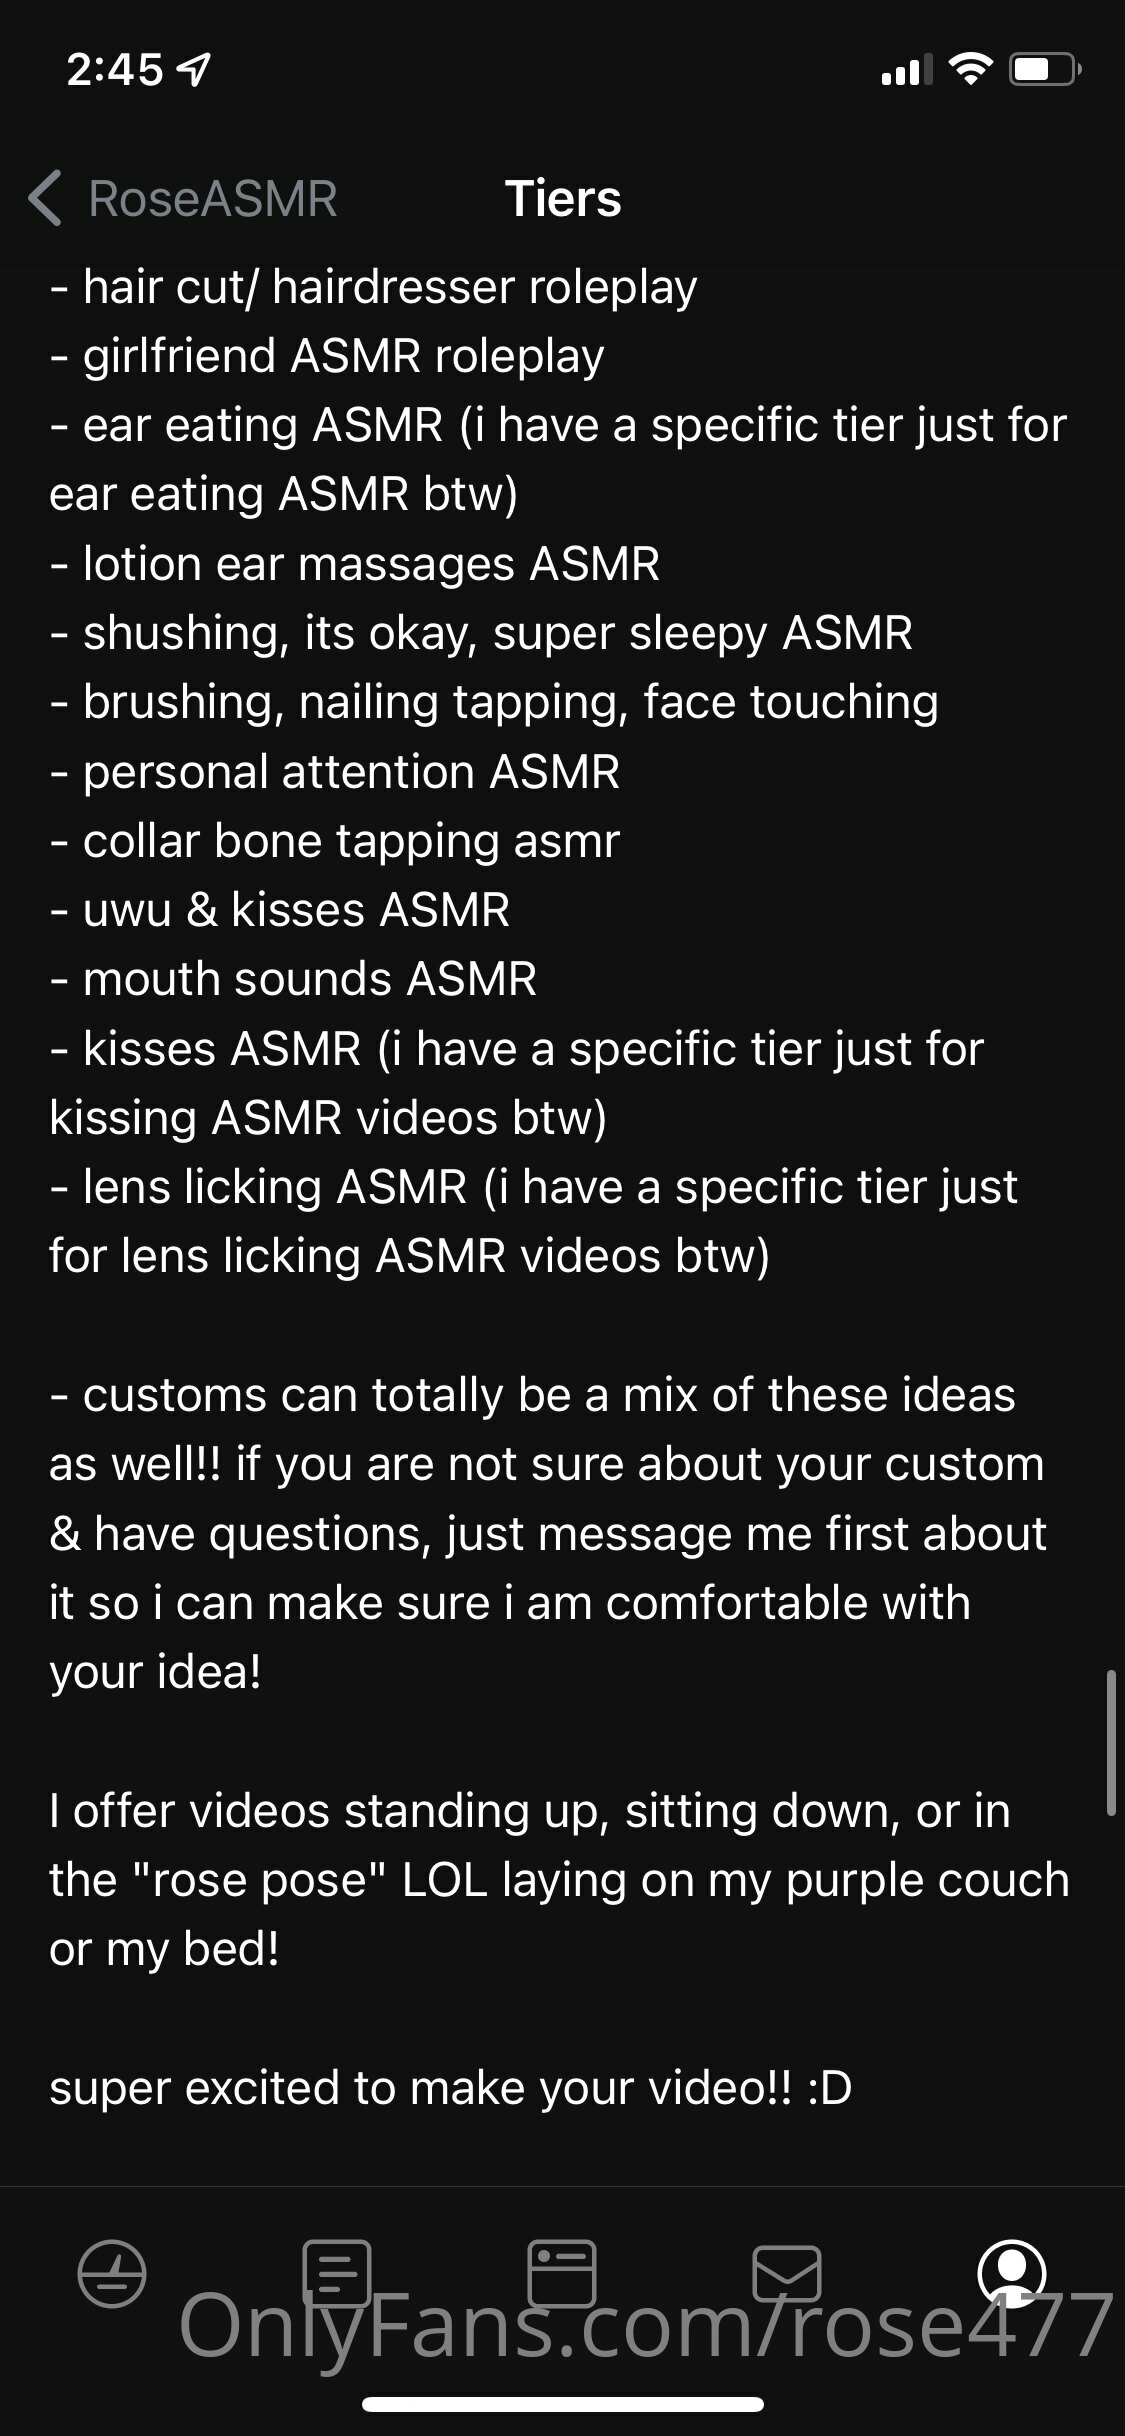 2:45
RoseASMR
Tiers
- hair cut/ hairdresser roleplay
- girlfriend ASMR roleplay
- ear eating ASMR (i have a specific tier just for
ear eating ASMR btw)
- lotion ear massages ASMR
- shushing, its okay, super sleepy ASMR
- brushing, nailing tapping, face touching
- personal attention ASMR
- collar bone tapping asmr
- uwu & kisses ASMR
- mouth sounds ASMR
- kisses ASMR (i have a specific tier just for
kissing ASMR videos btw)
- lens licking ASMR (i have a specific tier just
for lens licking ASMR videos btw)
- customs can totally be a mix of these ideas
as well!! if you are not sure about your custom
& have questions, just message me first about
it so i can make sure i am comfortable with
your idea!
I offer videos standing up, sitting down, or in
the "rose pose" LOL laying on my purple couch
or my bed!
super excited to make your video!! :D
OnlyFans.com/rose477